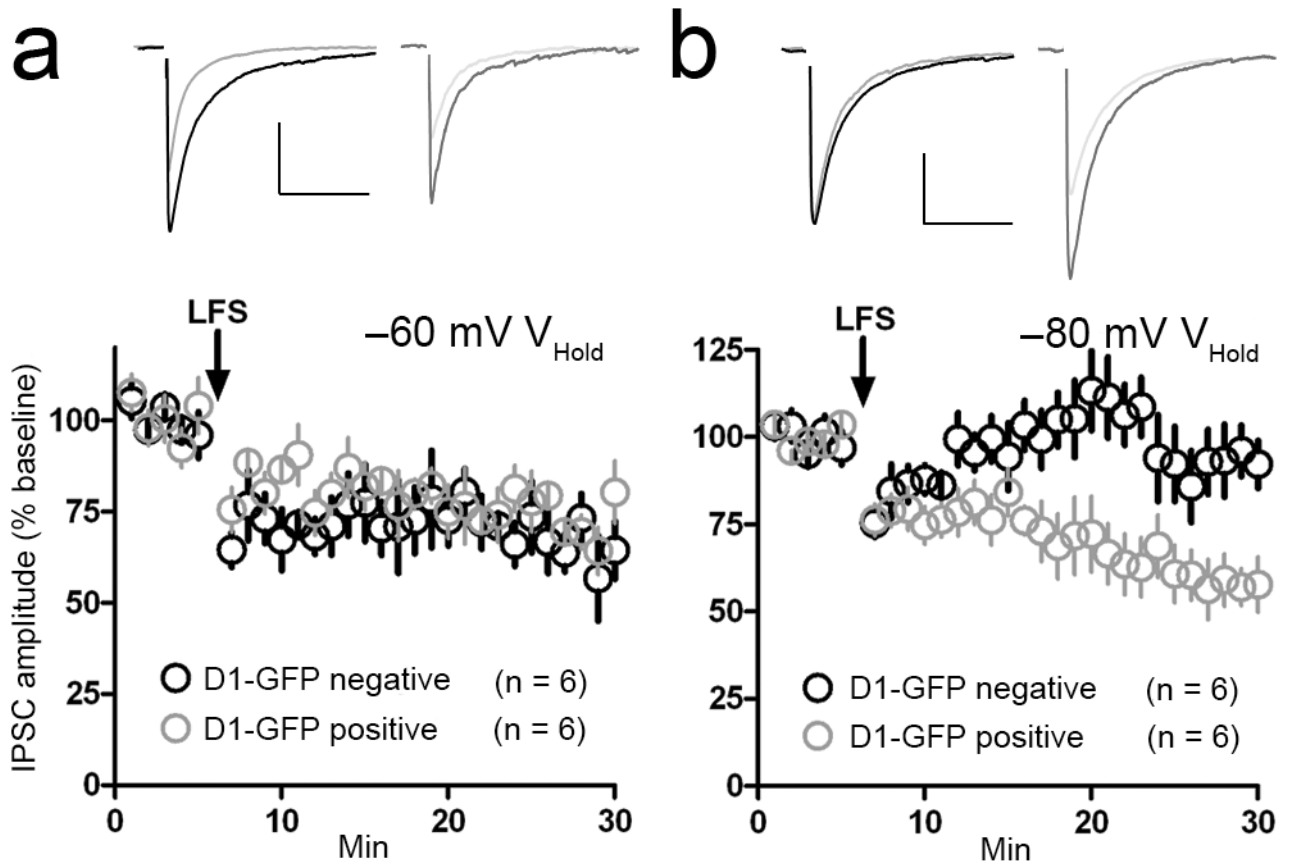 a
b
LFS
–60 mV VHold
LFS
–80 mV VHold
IPSC amplitude (% baseline)
100
75
50
25
0
125
100
75
50
25
0
D1-GFP negative (n = 6)
D1-GFP positive (n = 6)
D1-GFP negative (n = 6)
D1-GFP positive (n = 6)
0 10 20 30
Min
0 10 20 30
Min